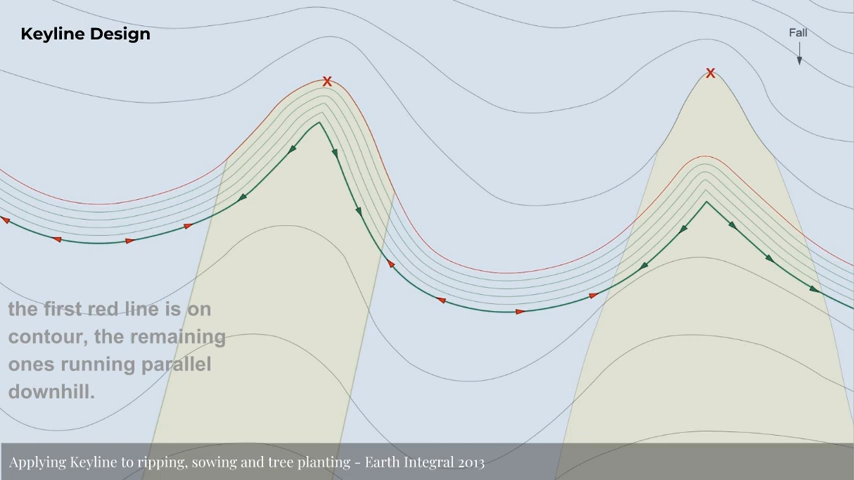 Keyline Design
Fall
X
X
the first red line is on
contour, the remaining
ones running parallel
downhill.
Applying Keyline to ripping, sowing and tree planting - Earth Integral 2013